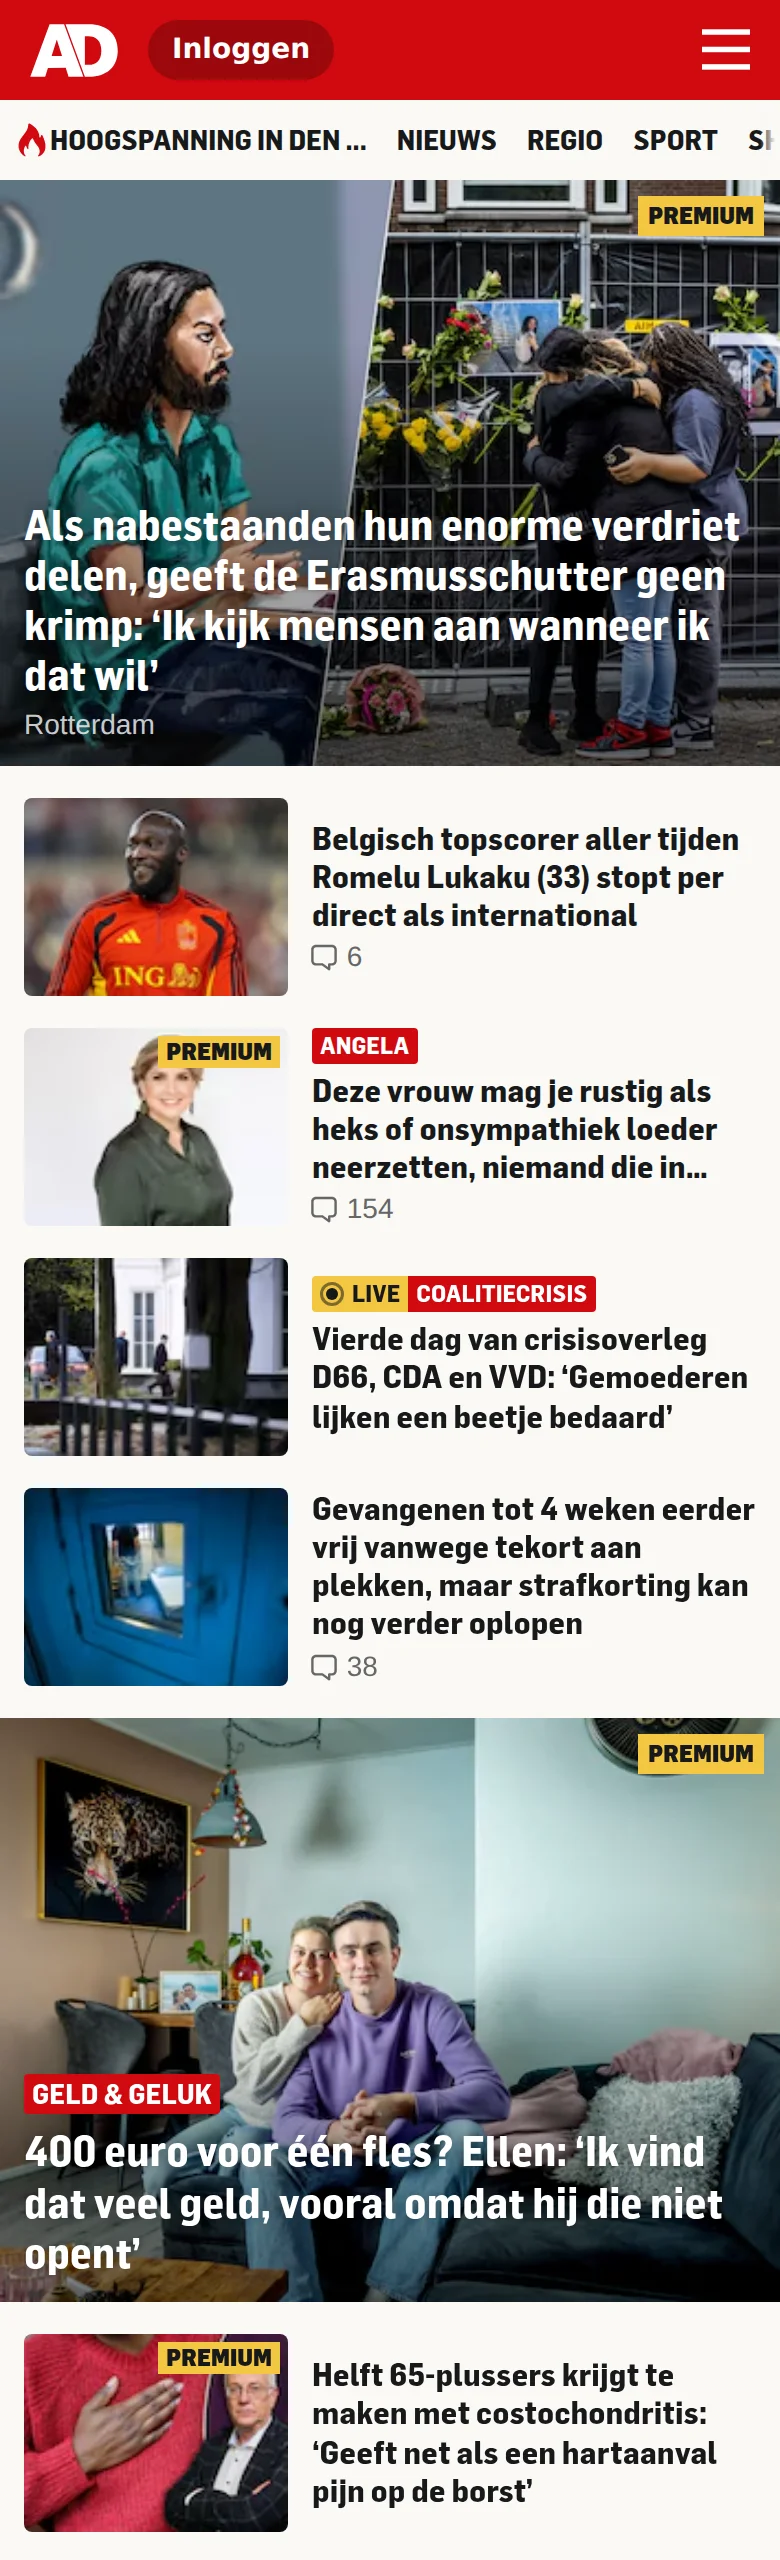 AD
Inloggen
HOOGSPANNING IN DEN ... NIEUWS REGIO SPORT
PREMIUM
Als nabestaanden hun enorme verdriet
delen, geeft de Erasmusschutter geen
krimp: ‘Ik kijk mensen aan wanneer ik
dat wil’
Rotterdam
ING
Belgisch topscorer aller tijden
Romelu Lukaku (33) stopt per
direct als international
6
PREMIUM
ANGELA
Deze vrouw mag je rustig als
heks of onsympathiek loeder
neerzetten, niemand die in...
154
LIVE COALITIECRISIS
Vierde dag van crisisoverleg
D66, CDA en VVD: ‘Gemoederen
lijken een beetje bedaard’
Gevangenen tot 4 weken eerder
vrij vanwege tekort aan
plekken, maar strafkorting kan
nog verder oplopen
38
PREMIUM
GELD & GELUK
400 euro voor één fles? Ellen: ‘Ik vind
dat veel geld, vooral omdat hij die niet
opent’
PREMIUM
Helft 65-plussers krijgt te
maken met costochondritis:
‘Geeft net als een hartaanval
pijn op de borst’